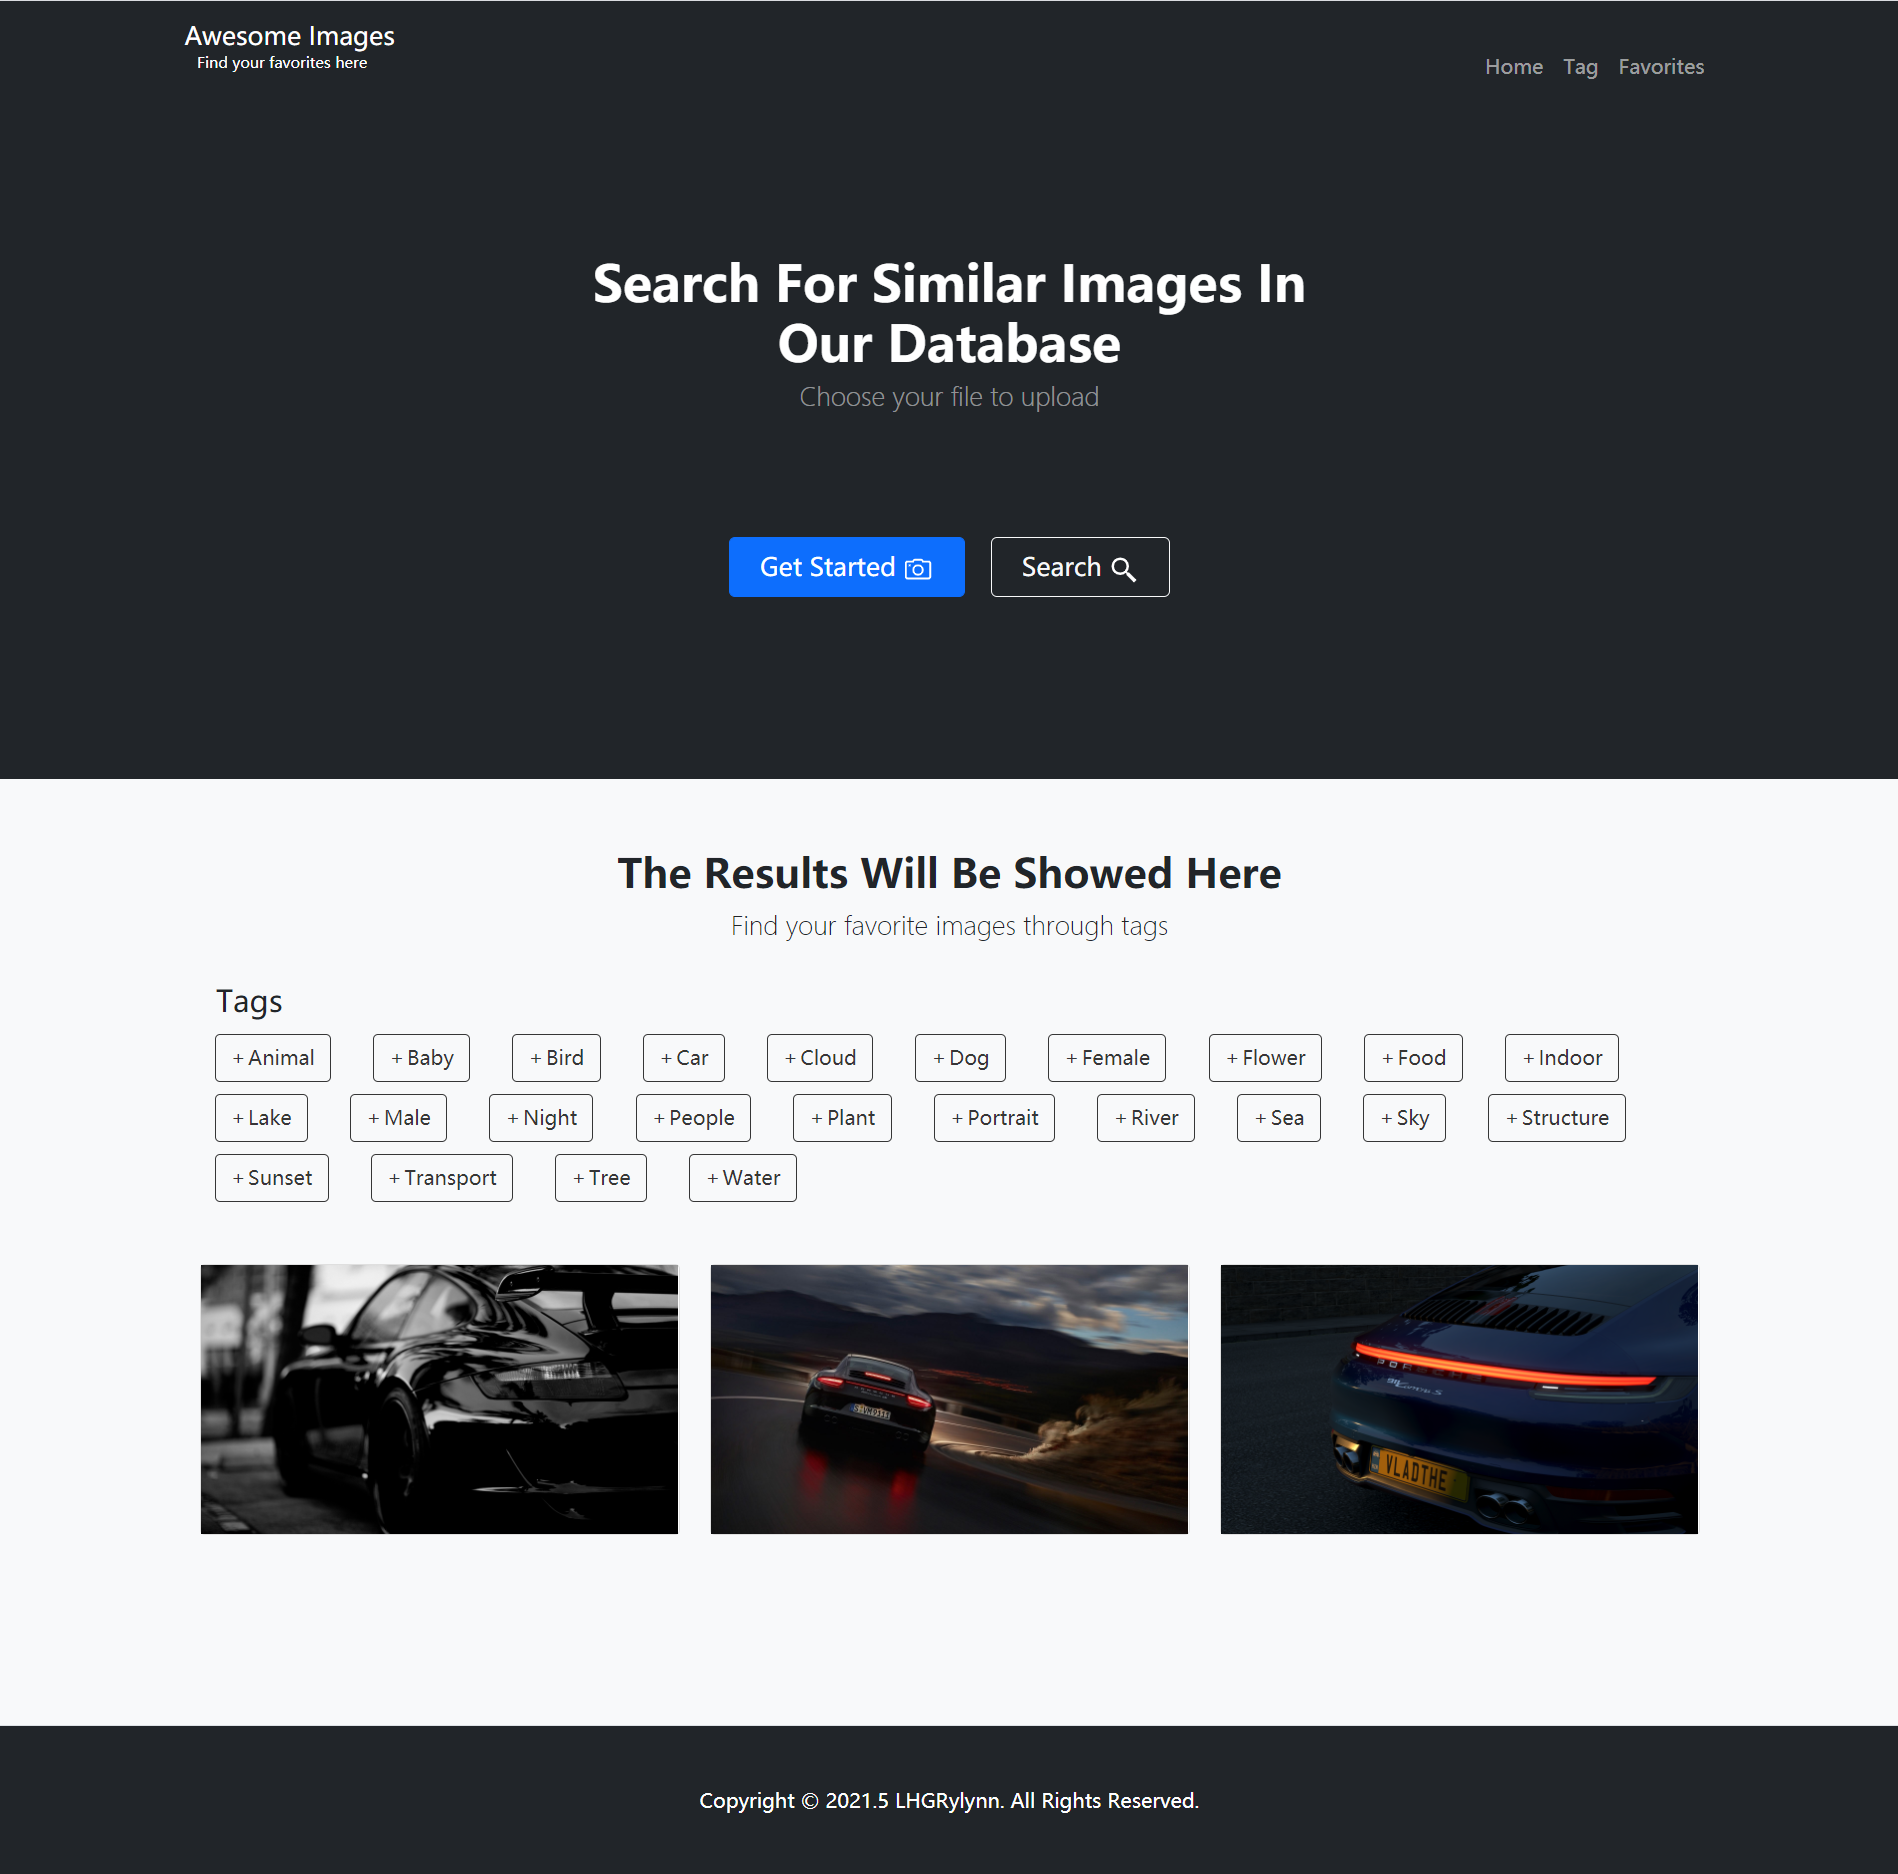 Awesome Images
Find your favorites here
Home Tag Favorites
Search For Similar Images In
Our Database
Choose your file to upload
Get Started Search
The Results Will Be Showed Here
Find your favorite images through tags
Tags
+ Animal + Baby + Bird + Car + Cloud + Dog + Female + Flower + Food + Indoor
+ Lake + Male + Night + People + Plant + Portrait + River + Sea + Sky + Structure
+ Sunset + Transport + Tree + Water
PORSCHE
911 Carrera S
VLADTHE
Copyright © 2021.5 LHGRylynn. All Rights Reserved.